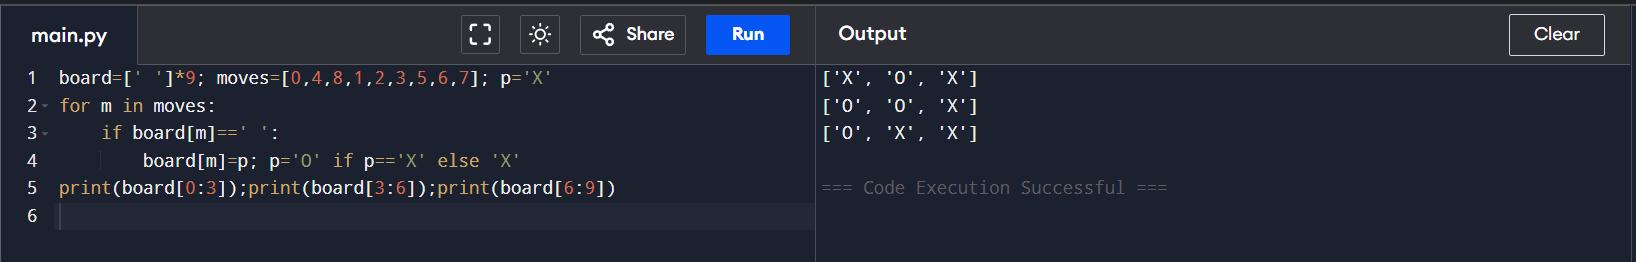 main.py Share Run Output Clear
1 board=[' ']*9; moves=[0,4,8,1,2,3,5,6,7]; p='X'
2 for m in moves:
3     if board[m]==' ':
4         board[m]=p; p='O' if p=='X' else 'X'
5 print(board[0:3]);print(board[3:6]);print(board[6:9])
6
['X', 'O', 'X']
['O', 'O', 'X']
['O', 'X', 'X']
=== Code Execution Successful ===